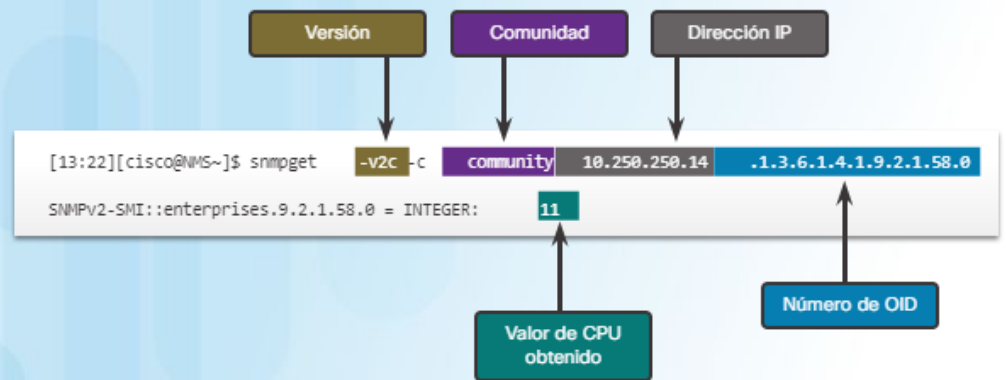 Versión
Comunidad
Dirección IP
[13:22][cisco@NMS~]$ snmpget -v2c -c community 10.250.250.14 .1.3.6.1.4.1.9.2.1.58.0
SNMPv2-SMI::enterprises.9.2.1.58.0 = INTEGER: 11
Número de OID
Valor de CPU
obtenido